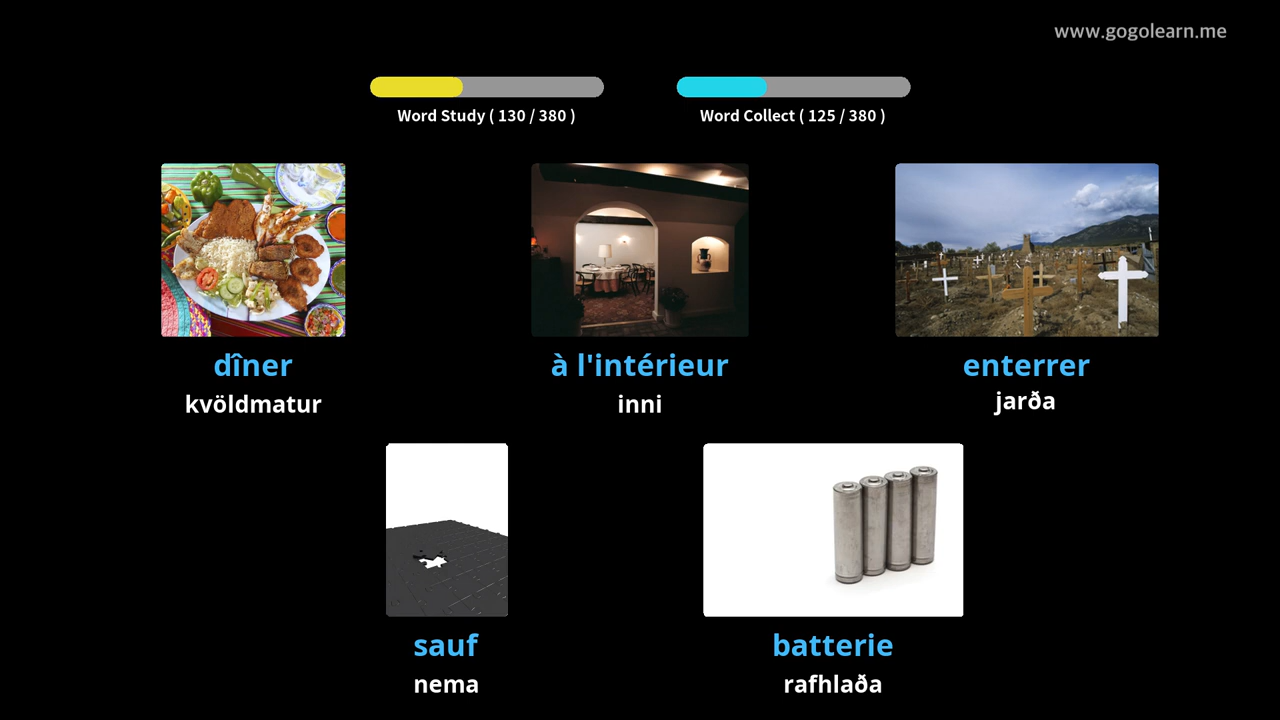 www.gogolearn.me
Word Study ( 130 / 380 )
Word Collect ( 125 / 380 )
dîner
kvöldmatur
à l'intérieur
inni
enterrer
jarða
sauf
nema
batterie
rafhlaða